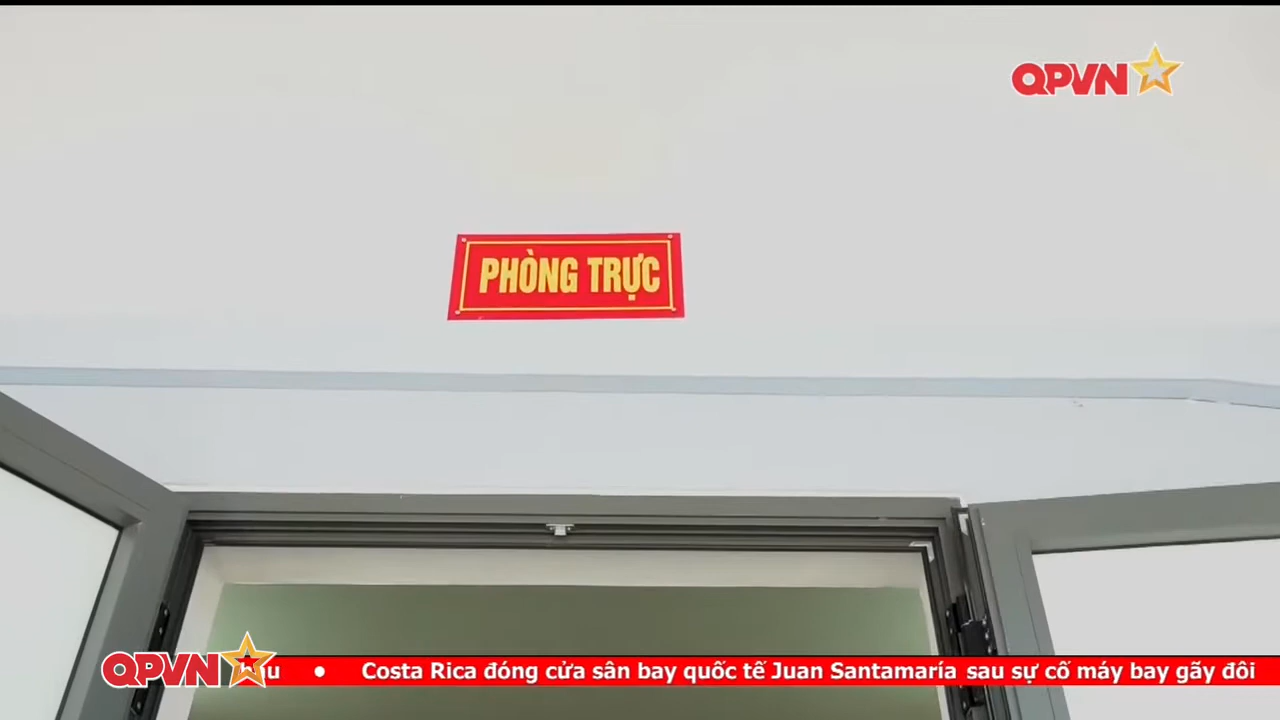 QPVN
PHÒNG TRỰC
QPVN
Costa Rica đóng cửa sân bay quốc tế Juan Santamaría sau sự cố máy bay gãy đôi